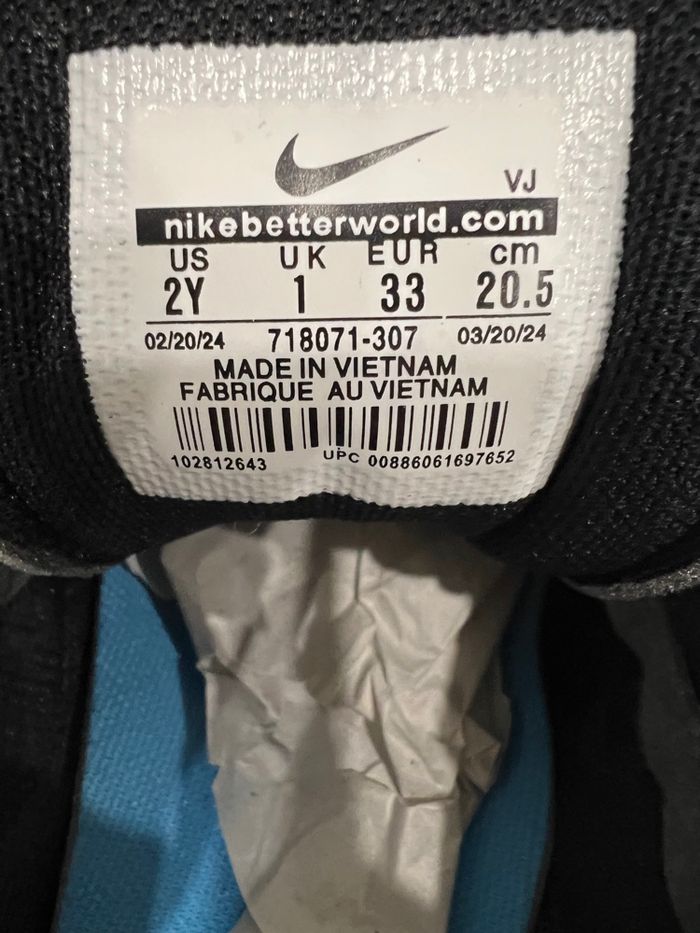 VJ
nikebetterworld.com
US UK EUR cm
2Y 1 33 20.5
02/20/24 718071-307 03/20/24
MADE IN VIETNAM
FABRIQUE AU VIETNAM
102812643 UPC 00886061697652